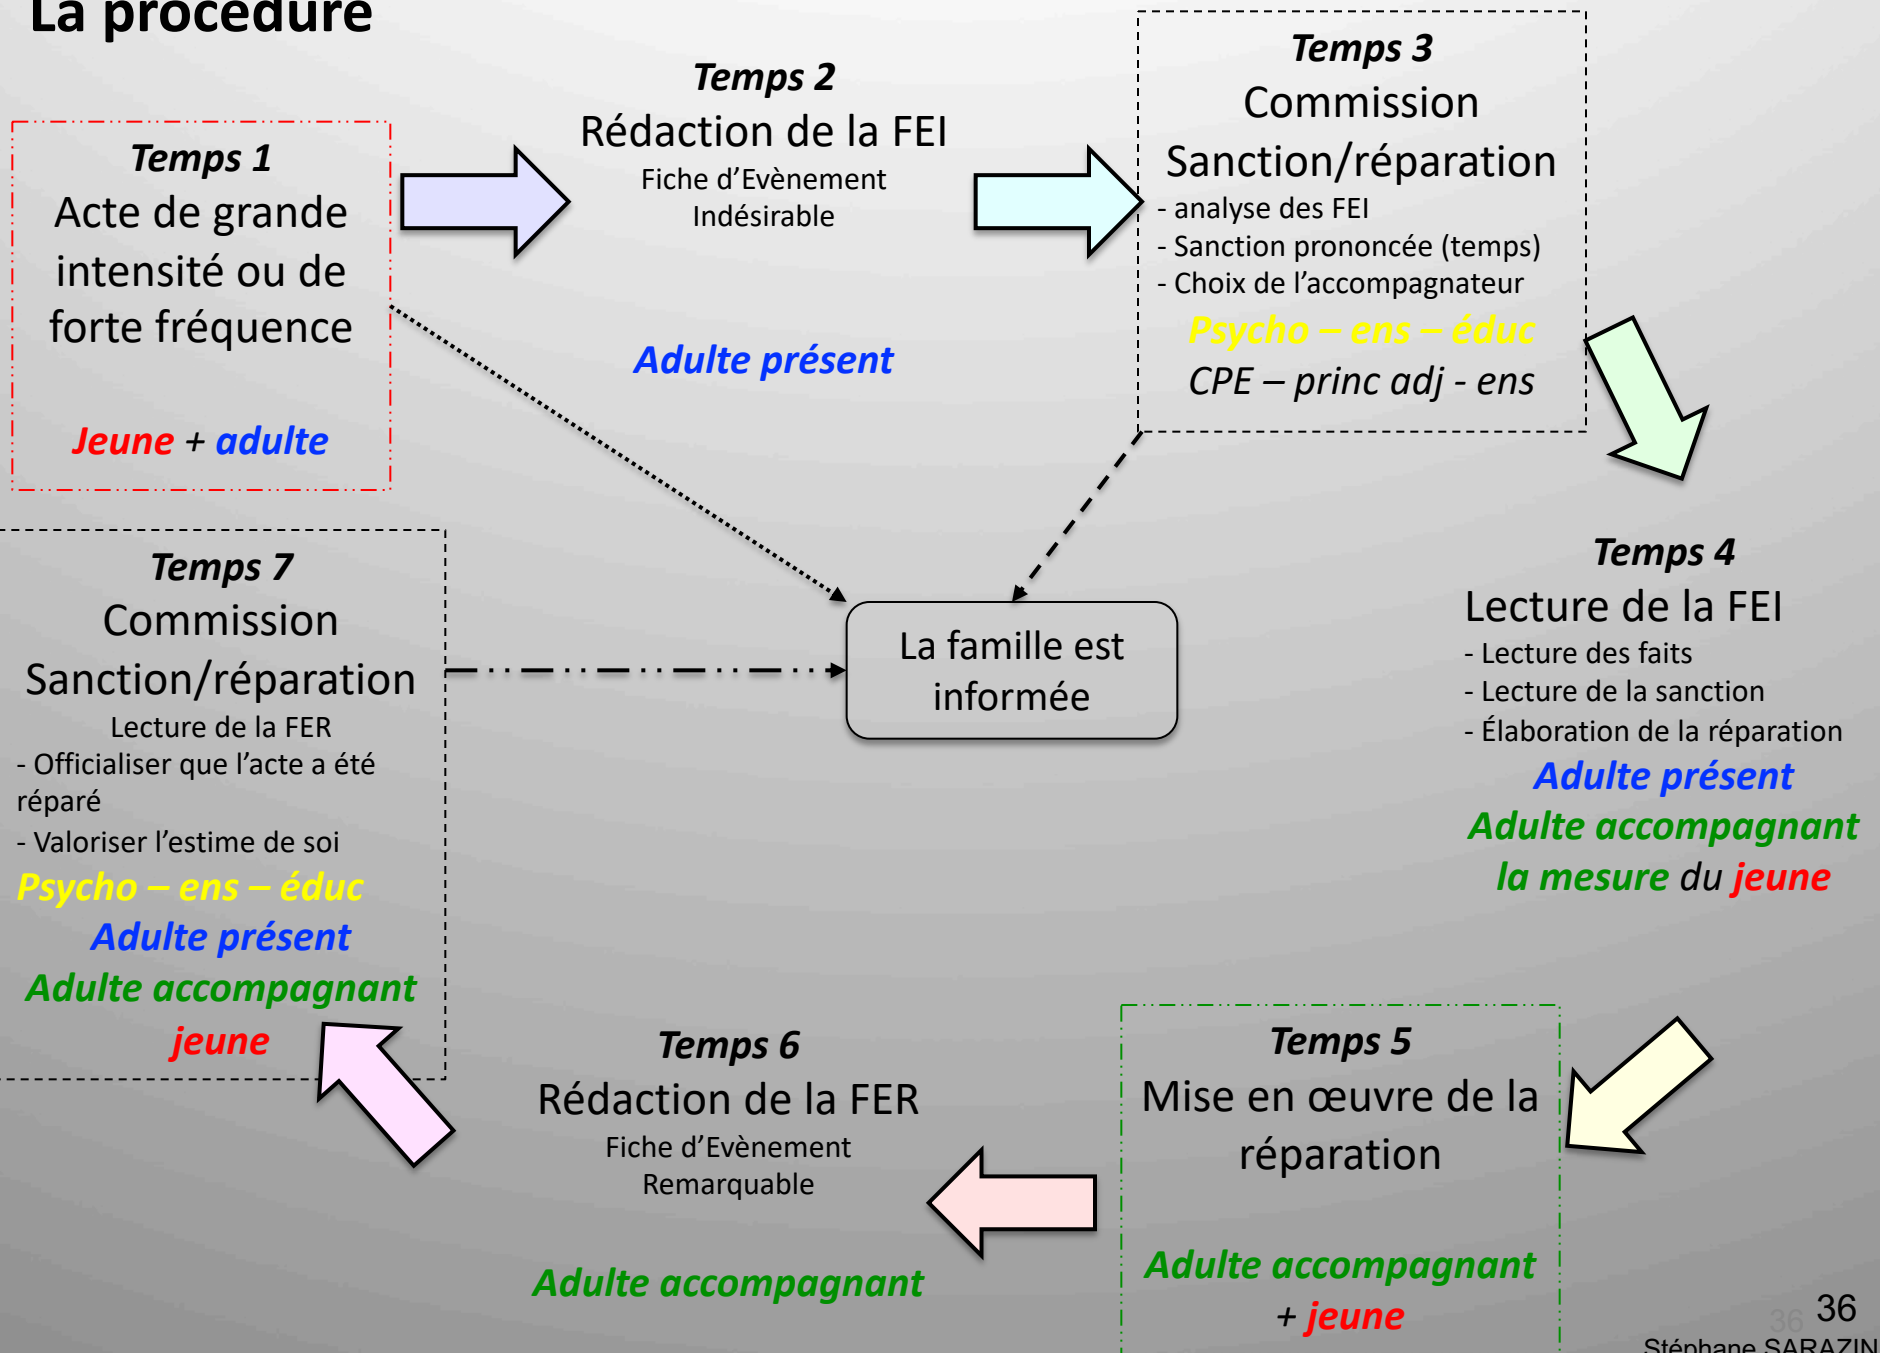 La procédure
Temps 1
Acte de grande
intensité ou de
forte fréquence
Jeune + adulte
Temps 2
Rédaction de la FEI
Fiche d’Evènement
Indésirable
Adulte présent
Temps 3
Commission
Sanction/réparation
- analyse des FEI
- Sanction prononcée (temps)
- Choix de l’accompagnateur
Psycho – ens – éduc
CPE – princ adj - ens
Temps 4
Lecture de la FEI
- Lecture des faits
- Lecture de la sanction
- Élaboration de la réparation
Adulte présent
Adulte accompagnant
la mesure du jeune
La famille est
informée
Temps 5
Mise en œuvre de la
réparation
Adulte accompagnant
+ jeune
Temps 6
Rédaction de la FER
Fiche d’Evènement
Remarquable
Adulte accompagnant
Temps 7
Commission
Sanction/réparation
Lecture de la FER
- Officialiser que l’acte a été
réparé
- Valoriser l’estime de soi
Psycho – ens – éduc
Adulte présent
Adulte accompagnant
jeune
36 36
Stéphane SARAZIN